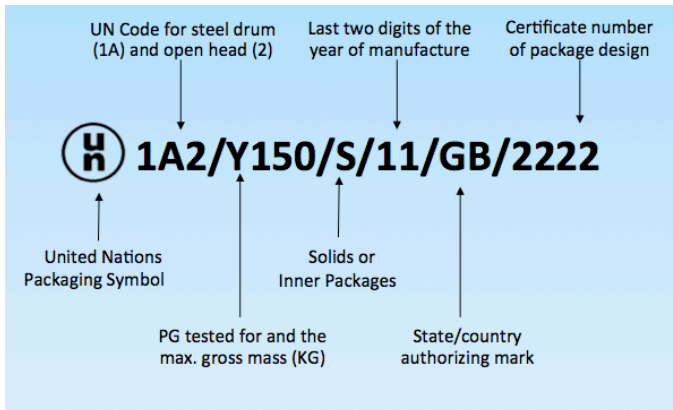 UN Code for steel drum
(1A) and open head (2)
Last two digits of the
year of manufacture
Certificate number
of package design
un 1A2/Y150/S/11/GB/2222
United Nations
Packaging Symbol
Solids or
Inner Packages
PG tested for and the
max. gross mass (KG)
State/country
authorizing mark